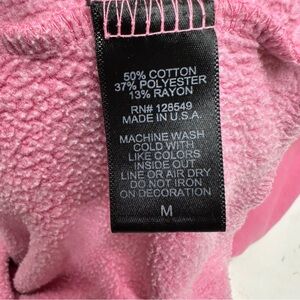 50% COTTON
37% POLYESTER
13% RAYON
RN# 128549
MADE IN U.S.A.
MACHINE WASH
COLD WITH
LIKE COLORS
INSIDE OUT
LINE OR AIR DRY
DO NOT IRON
ON DECORATION
M